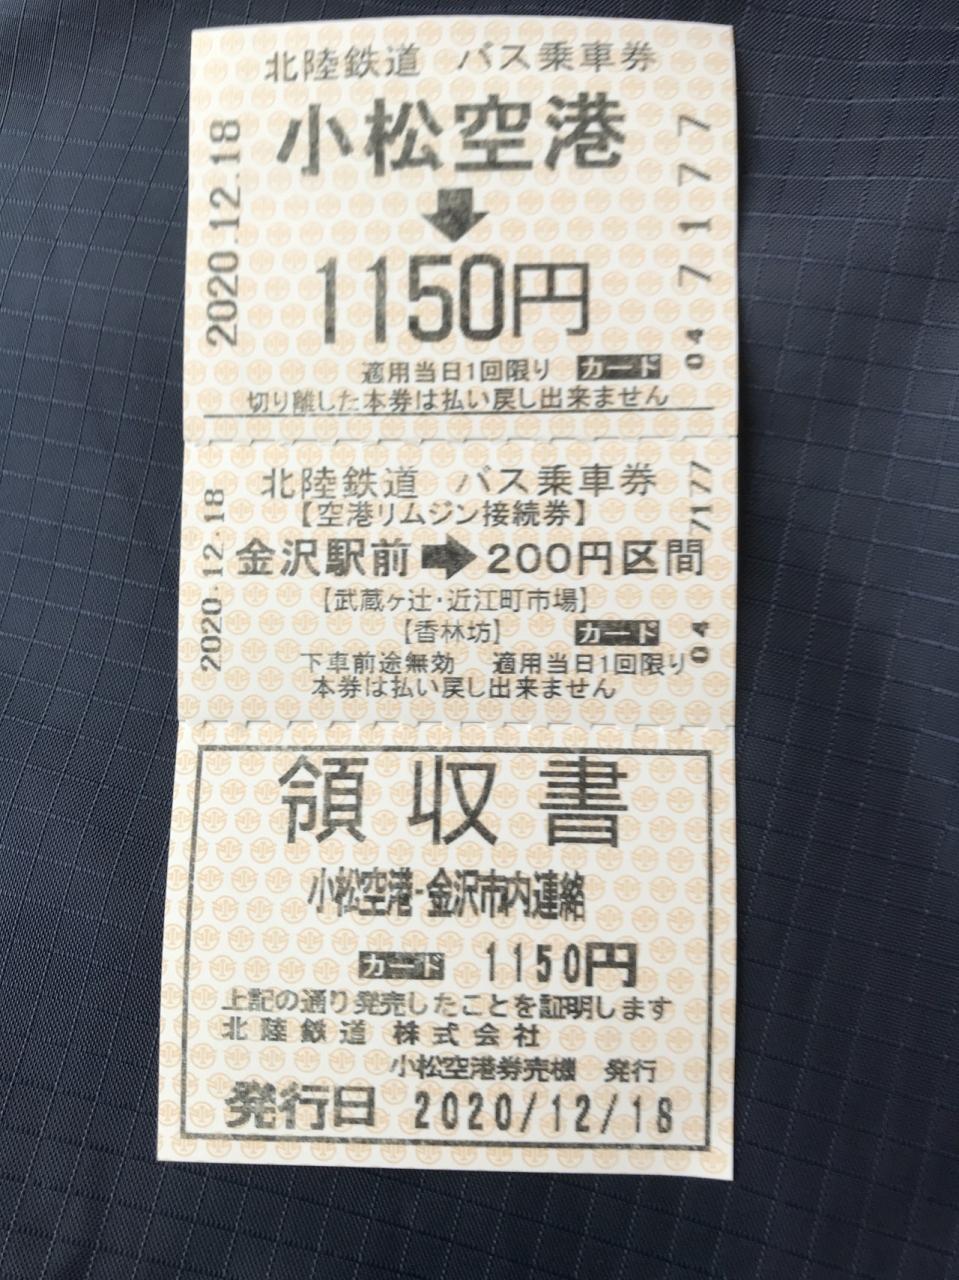 北陸鉄道 バス乗車券
小松空港
1150円
適用当日1回限り カード
切り離した本券は払い戻し出来ません
2020.12.18
04 7177
北陸鉄道 バス乗車券
【空港リムジン接続券】
金沢駅前➡200円区間
【武蔵ヶ辻・近江町市場】
【香林坊】 カード
下車前途無効 適用当日1回限り
本券は払い戻し出来ません
2020.12.18
04 7177
領収書
小松空港-金沢市内連絡
カード 1150円
上記の通り発売したことを証明します
北陸鉄道 株式会社
小松空港券売機 発行
発行日 2020/12/18